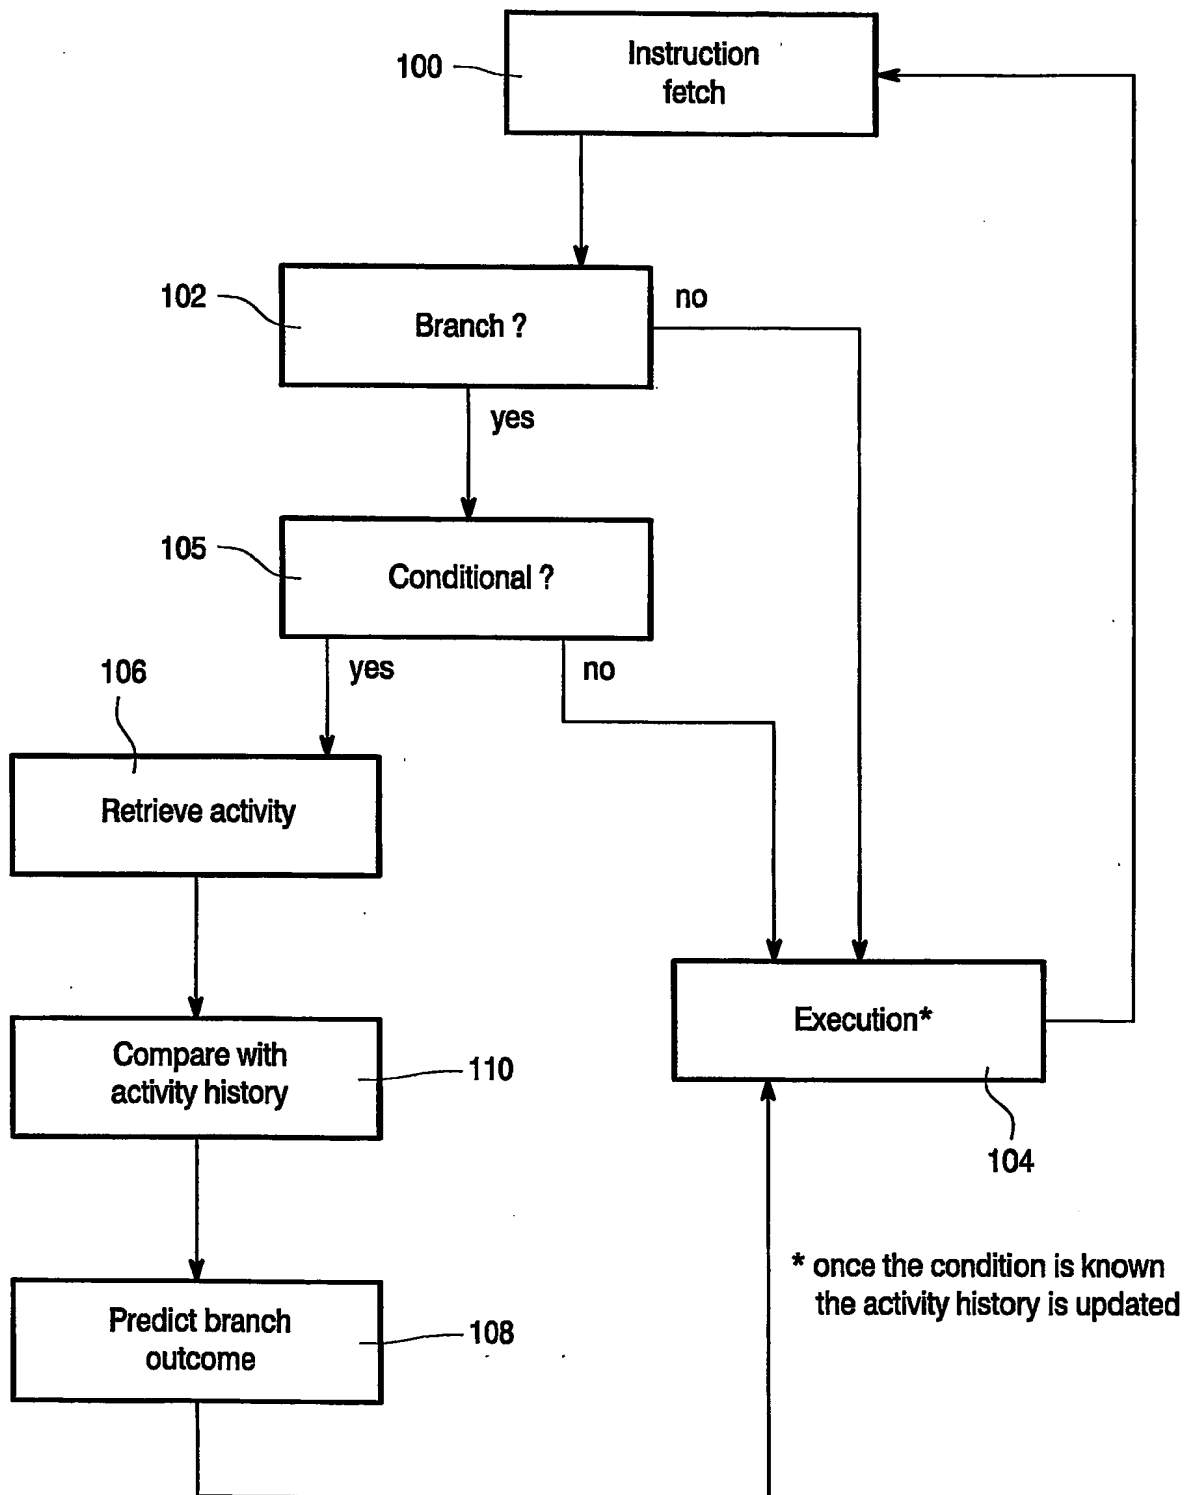 100
Instruction
fetch
102
Branch ?
no
yes
105
Conditional ?
yes
no
106
Retrieve activity
Compare with
activity history
110
Execution*
104
Predict branch
outcome
108
* once the condition is known
the activity history is updated